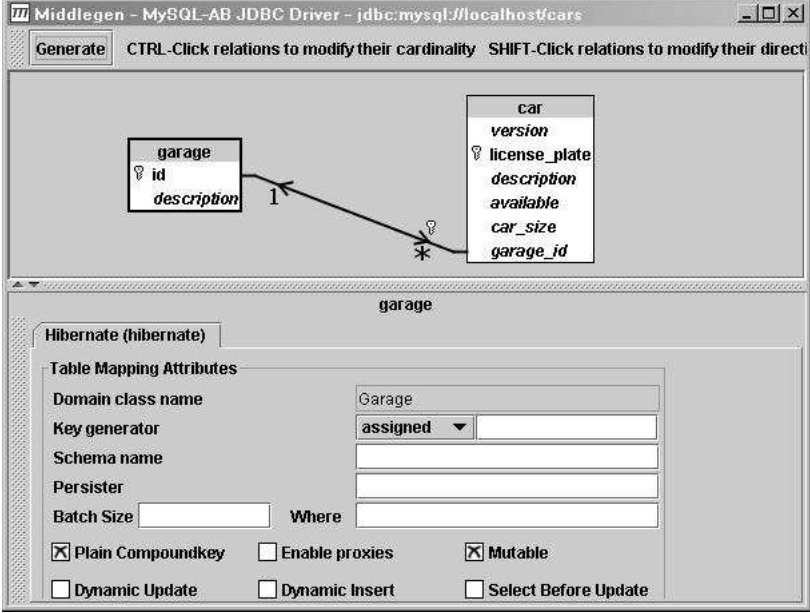 Middlegen - MySQL-AB JDBC Driver - jdbc:mysql://localhost/cars
Generate CTRL-Click relations to modify their cardinality SHIFT-Click relations to modify their directi
garage
id
description
1
*
car
version
license_plate
description
available
car_size
garage_id
garage
Hibernate (hibernate)
Table Mapping Attributes
Domain class name Garage
Key generator assigned
Schema name
Persister
Batch Size Where
Plain Compoundkey Enable proxies Mutable
Dynamic Update Dynamic Insert Select Before Update